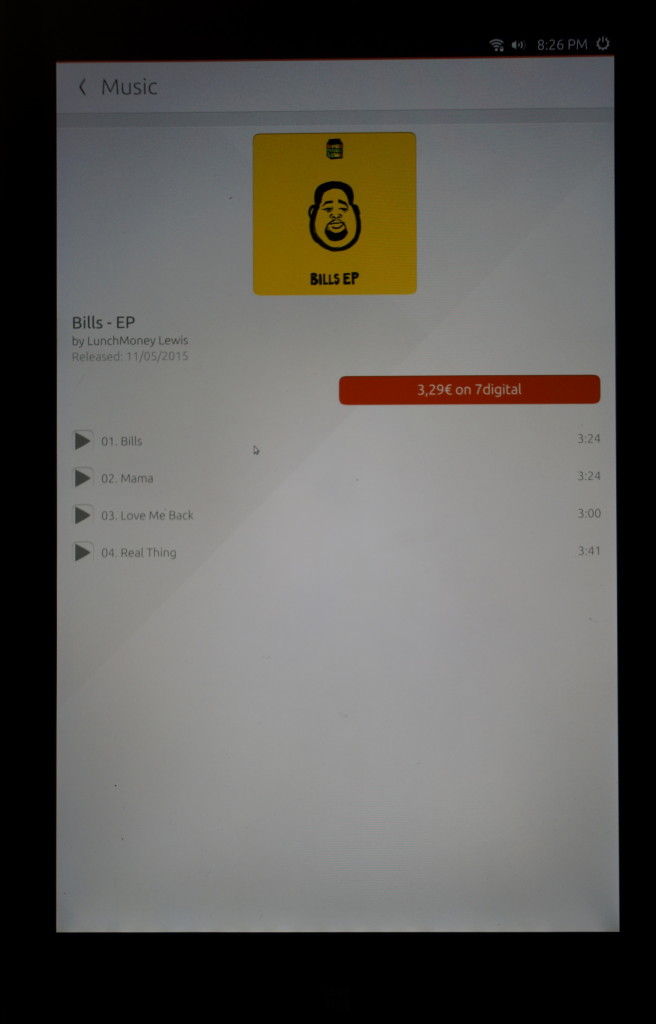 8:26 PM
Music
BILLS EP
Bills - EP
by LunchMoney Lewis
Released: 11/05/2015
3,29€ on 7digital
01. Bills 3:24
02. Mama 3:24
03. Love Me Back 3:00
04. Real Thing 3:41